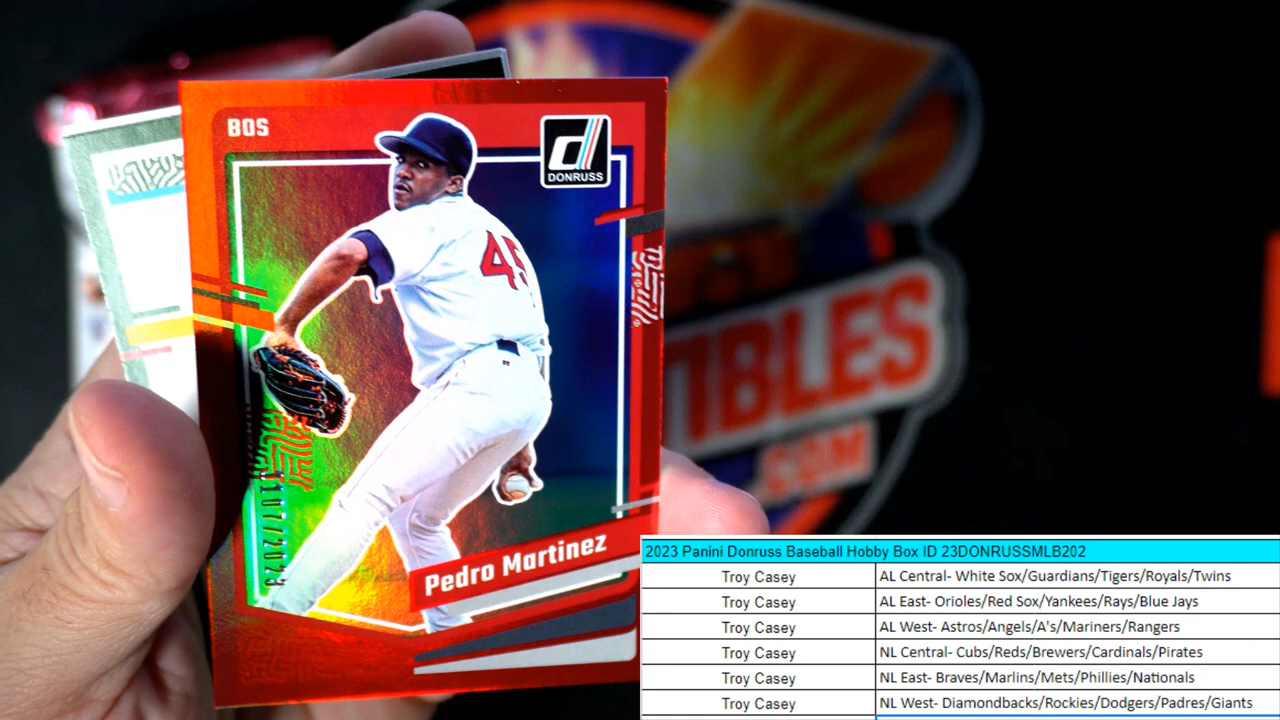 BOS
DONRUSS
45
Pedro Martinez
TIBLES
.COM
2023 Panini Donruss Baseball Hobby Box ID 23DONRUSSMLB202
Troy Casey AL Central- White Sox/Guardians/Tigers/Royals/Twins
Troy Casey AL East- Orioles/Red Sox/Yankees/Rays/Blue Jays
Troy Casey AL West- Astros/Angels/A's/Mariners/Rangers
Troy Casey NL Central- Cubs/Reds/Brewers/Cardinals/Pirates
Troy Casey NL East- Braves/Marlins/Mets/Phillies/Nationals
Troy Casey NL West- Diamondbacks/Rockies/Dodgers/Padres/Giants